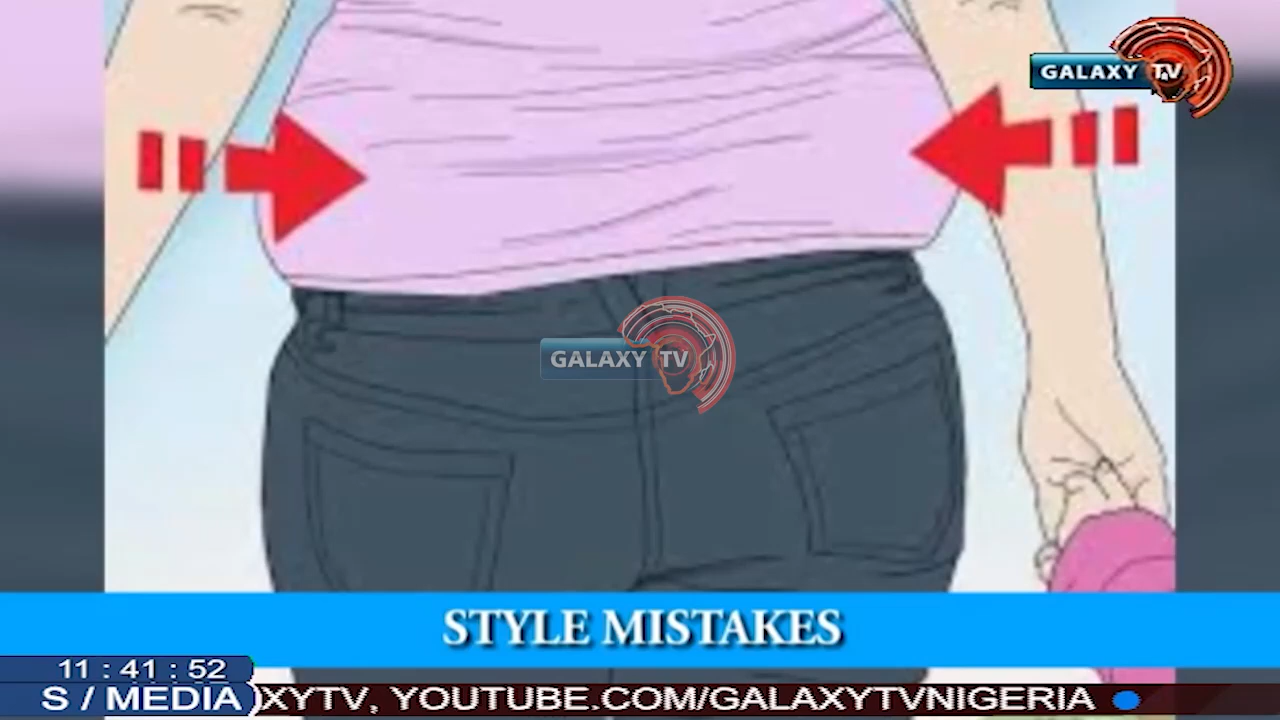 GALAXY TV
GALAXY TV
STYLE MISTAKES
11 : 41 : 52
S / MEDIA
XYTV, YOUTUBE.COM/GALAXYTVNIGERIA